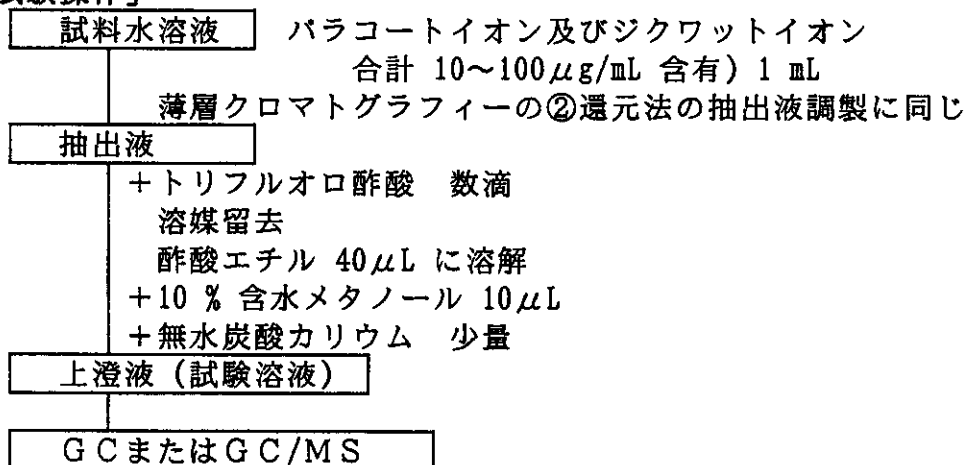 試料水溶液 パラコートイオン及びジクワットイオン
合計 10~100μg/mL 含有) 1 mL
薄層クロマトグラフィーの②還元法の抽出液調製に同じ
抽出液
+トリフルオロ酢酸 数滴
溶媒留去
酢酸エチル 40μL に溶解
+10 % 含水メタノール 10μL
+無水炭酸カリウム 少量
上澄液(試験溶液)
GCまたはGC/MS